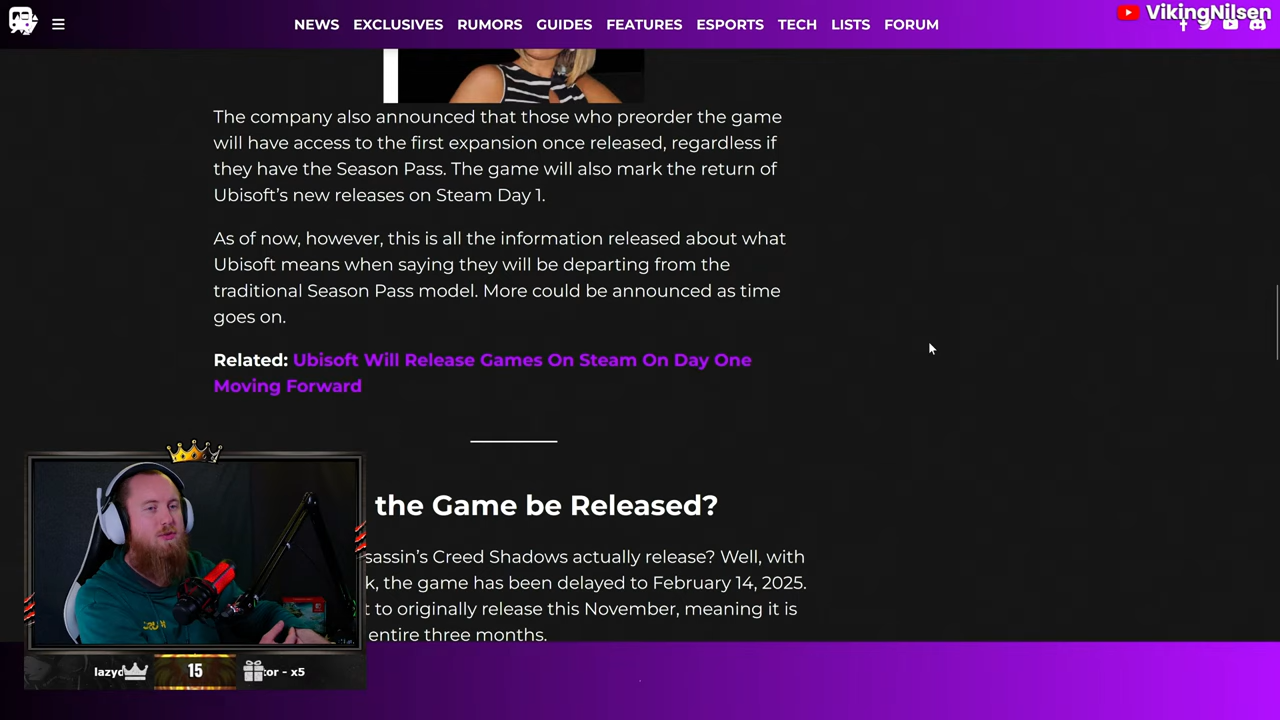 NEWS EXCLUSIVES RUMORS GUIDES FEATURES ESPORTS TECH LISTS FORUM
VikingNilsen
The company also announced that those who preorder the game
will have access to the first expansion once released, regardless if
they have the Season Pass. The game will also mark the return of
Ubisoft’s new releases on Steam Day 1.
As of now, however, this is all the information released about what
Ubisoft means when saying they will be departing from the
traditional Season Pass model. More could be announced as time
goes on.
Related: Ubisoft Will Release Games On Steam On Day One
Moving Forward
the Game be Released?
sassin’s Creed Shadows actually release? Well, with
k, the game has been delayed to February 14, 2025.
t to originally release this November, meaning it is
entire three months.
15
tor - x5